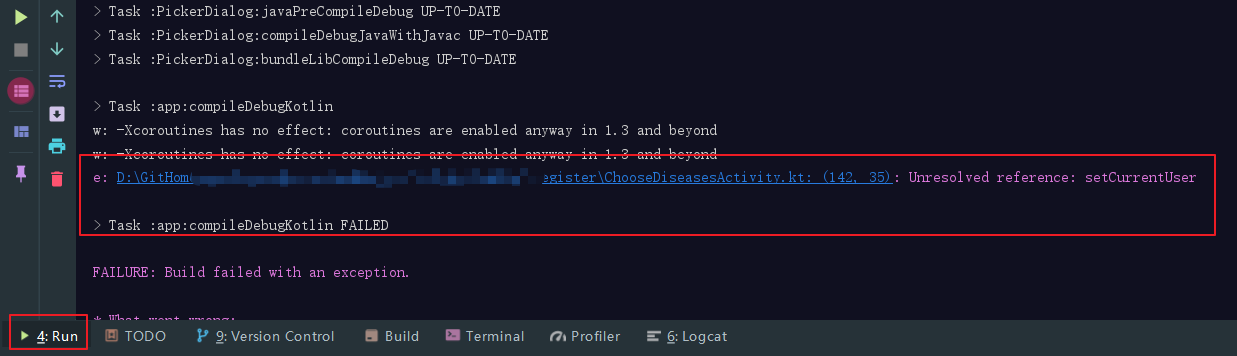 > Task :PickerDialog:javaPreCompileDebug UP-TO-DATE
> Task :PickerDialog:compileDebugJavaWithJavac UP-TO-DATE
> Task :PickerDialog:bundleLibCompileDebug UP-TO-DATE
> Task :app:compileDebugKotlin
w: -Xcoroutines has no effect: coroutines are enabled anyway in 1.3 and beyond
w: -Xcoroutines has no effect: coroutines are enabled anyway in 1.3 and beyond
e: D:\GitHom egister\ChooseDiseasesActivity.kt: (142, 35): Unresolved reference: setCurrentUser
> Task :app:compileDebugKotlin FAILED
FAILURE: Build failed with an exception.
* What went wrong:
4: Run TODO 9: Version Control Build Terminal Profiler 6: Logcat